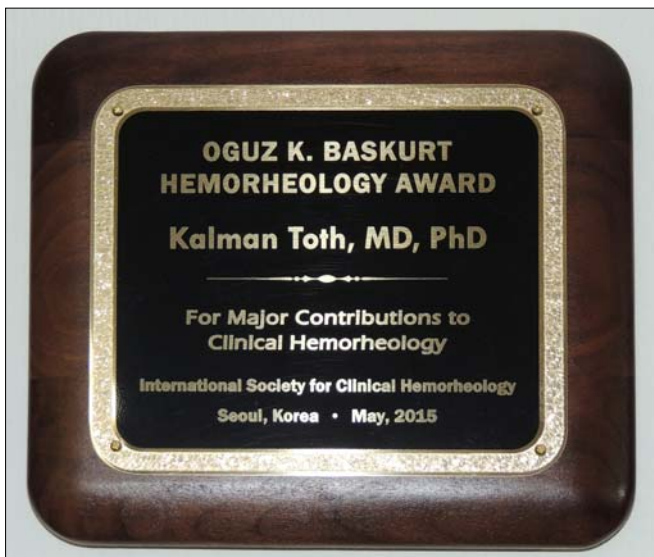 OGUZ K. BASKURT
HEMORHEOLOGY AWARD
Kalman Toth, MD, PhD
For Major Contributions to
Clinical Hemorheology
International Society for Clinical Hemorheology
Seoul, Korea • May, 2015